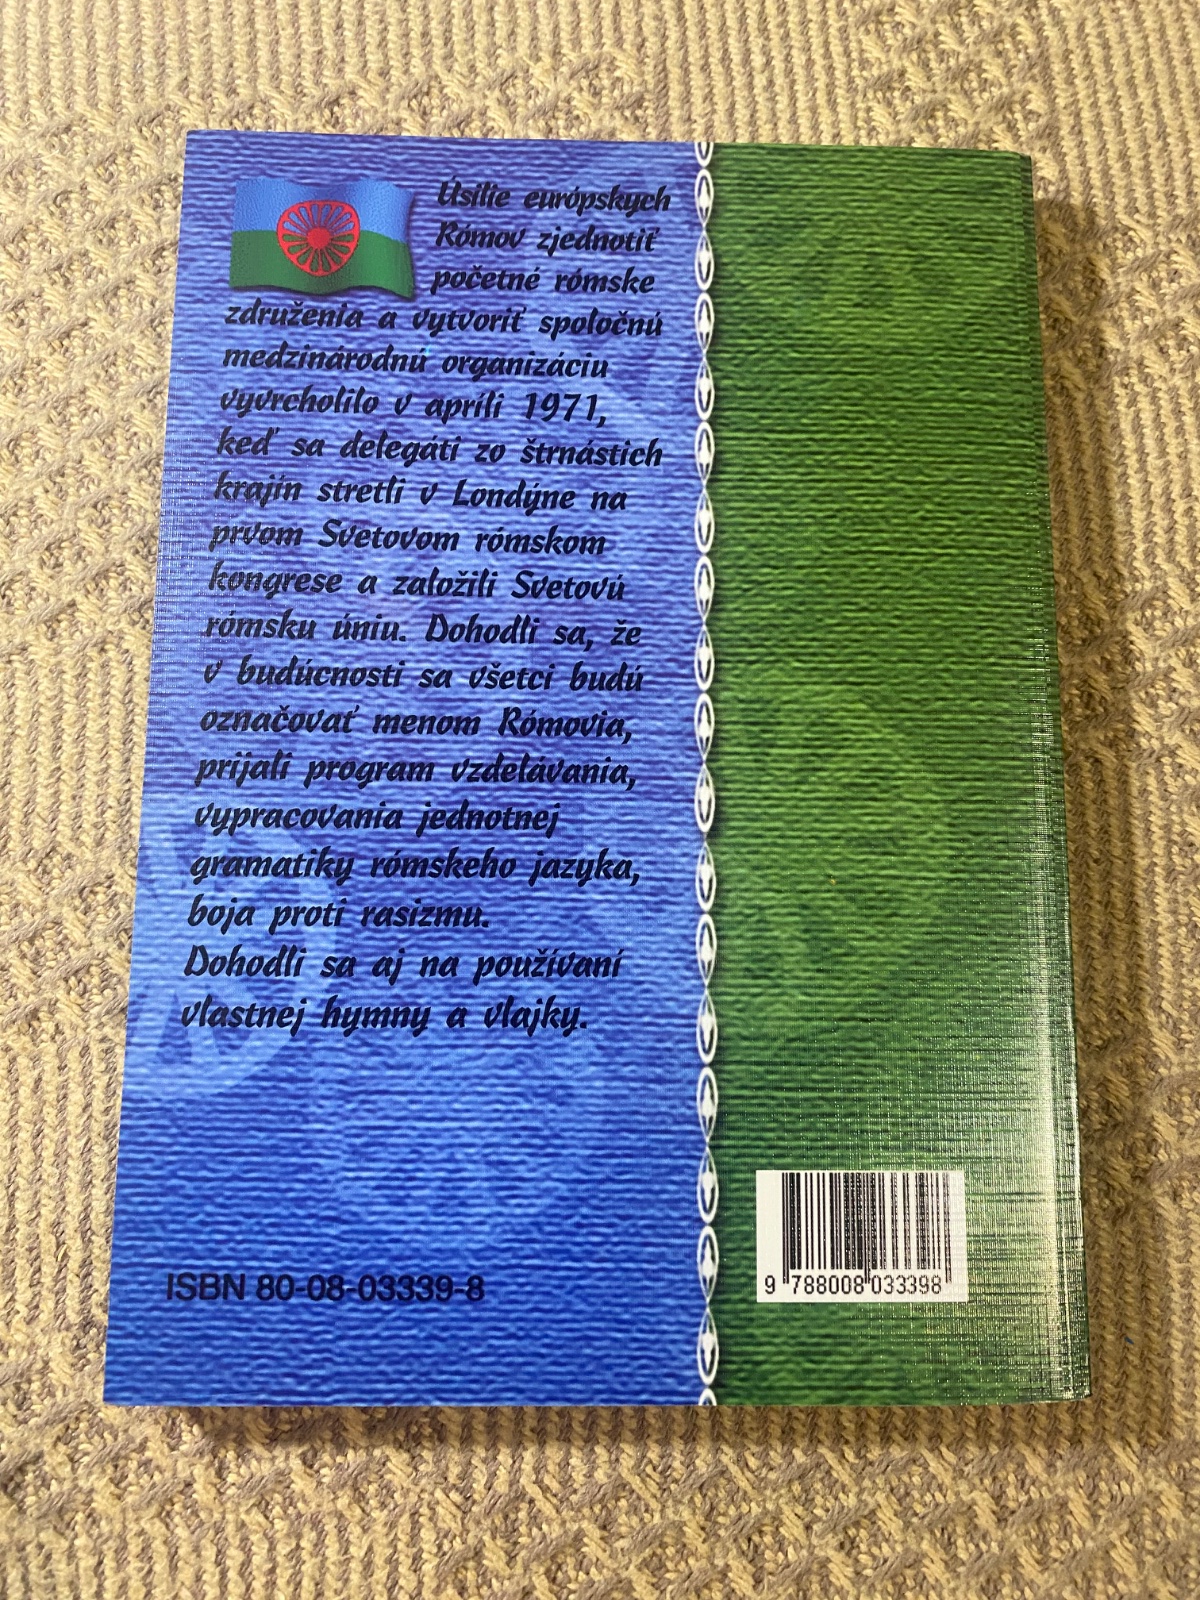 Úsilie európskych
Rómov zjednotiť
početné rómske
združenia a vytvoriť spoločnú
medzinárodnú organizáciu
vyvrcholilo v apríli 1971,
keď sa delegáti zo štrnástich
krajín stretli v Londýne na
prvom Svetovom rómskom
kongrese a založili Svetovú
rómsku úniu. Dohodli sa, že
v budúcnosti sa všetci budú
označovať menom Rómovia,
prijali program vzdelávania,
vypracovania jednotnej
gramatiky rómskeho jazyka,
boja proti rasizmu.
Dohodli sa aj na používaní
vlastnej hymny a vlajky.
ISBN 80-08-03339-8
9 788008 033398